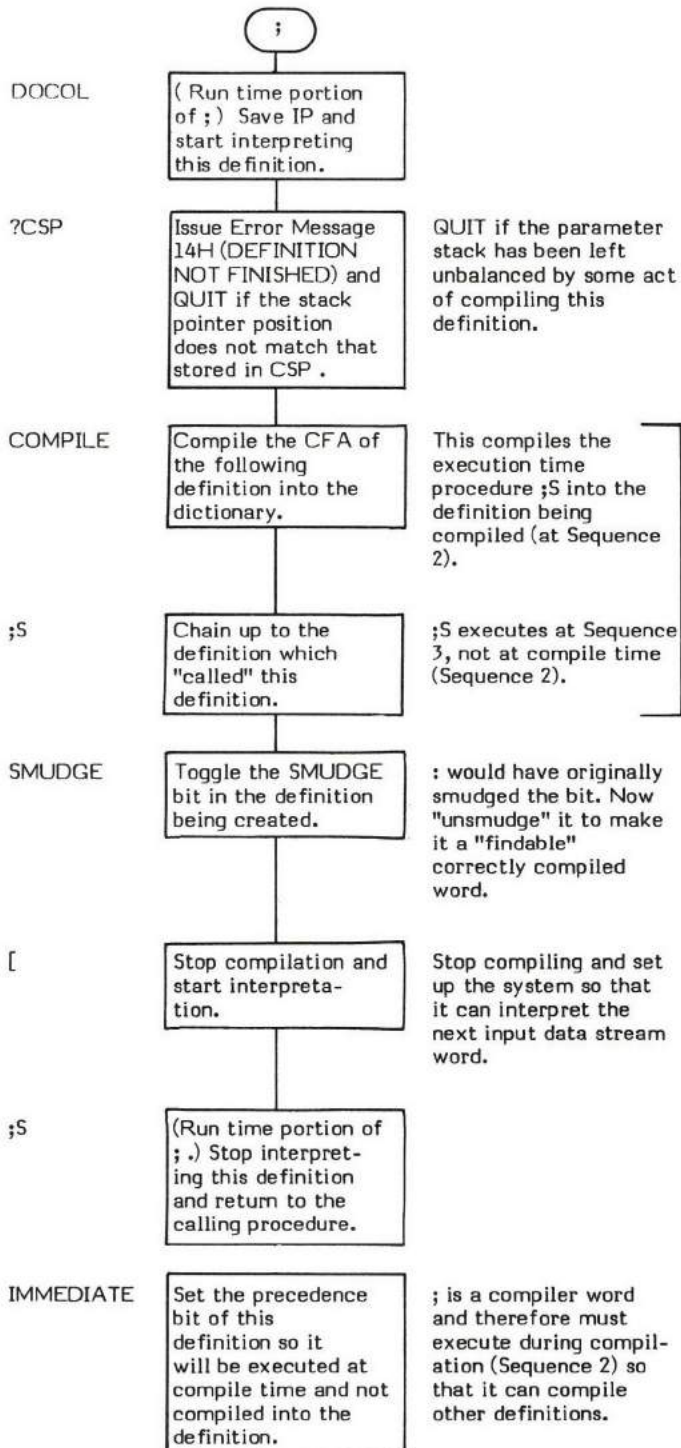 ;
DOCOL
( Run time portion
of ; ) Save IP and
start interpreting
this definition.
?CSP
Issue Error Message
14H (DEFINITION
NOT FINISHED) and
QUIT if the stack
pointer position
does not match that
stored in CSP .
QUIT if the parameter
stack has been left
unbalanced by some act
of compiling this
definition.
COMPILE
Compile the CFA of
the following
definition into the
dictionary.
This compiles the
execution time
procedure ;S into the
definition being
compiled (at Sequence
2).
;S
Chain up to the
definition which
"called" this
definition.
;S executes at Sequence
3, not at compile time
(Sequence 2).
SMUDGE
Toggle the SMUDGE
bit in the definition
being created.
: would have originally
smudged the bit. Now
"unsmudge" it to make
it a "findable"
correctly compiled
word.
[
Stop compilation and
start interpreta-
tion.
Stop compiling and set
up the system so that
it can interpret the
next input data stream
word.
;S
(Run time portion of
; .) Stop interpret-
ing this definition
and return to the
calling procedure.
IMMEDIATE
Set the precedence
bit of this
definition so it
will be executed at
compile time and not
compiled into the
definition.
; is a compiler word
and therefore must
execute during compil-
ation (Sequence 2) so
that it can compile
other definitions.